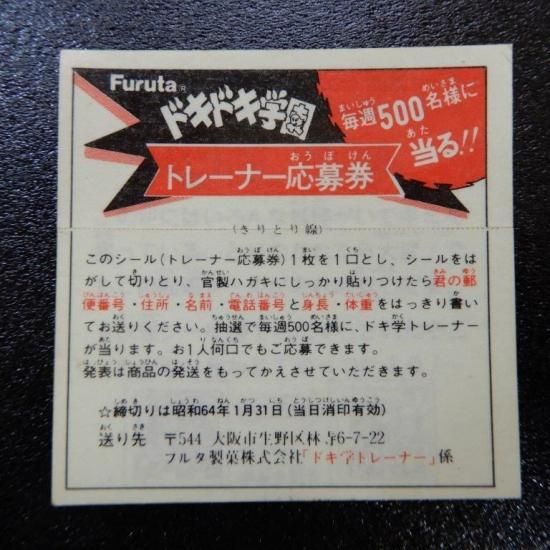 Furuta®
ドキドキ学園
毎週500名様に
当る!!
トレーナー応募券
(きりとり線)
このシール(トレーナー応募券)1枚を1口とし、シールをは
がして切りとり、官製ハガキにしっかり貼りつけたら君の郵
便番号・住所・名前・電話番号と身長・体重をはっきり書い
てお送りください。抽選で毎週500名様に、ドキ学トレーナー
が当ります。お1人何口でもご応募できます。
発表は商品の発送をもってかえさせていただきます。
☆締切りは昭和64年1月31日(当日消印有効)
送り先 〒544 大阪市生野区林寺6-7-22
フルタ製菓株式会社「ドキ学トレーナー」係